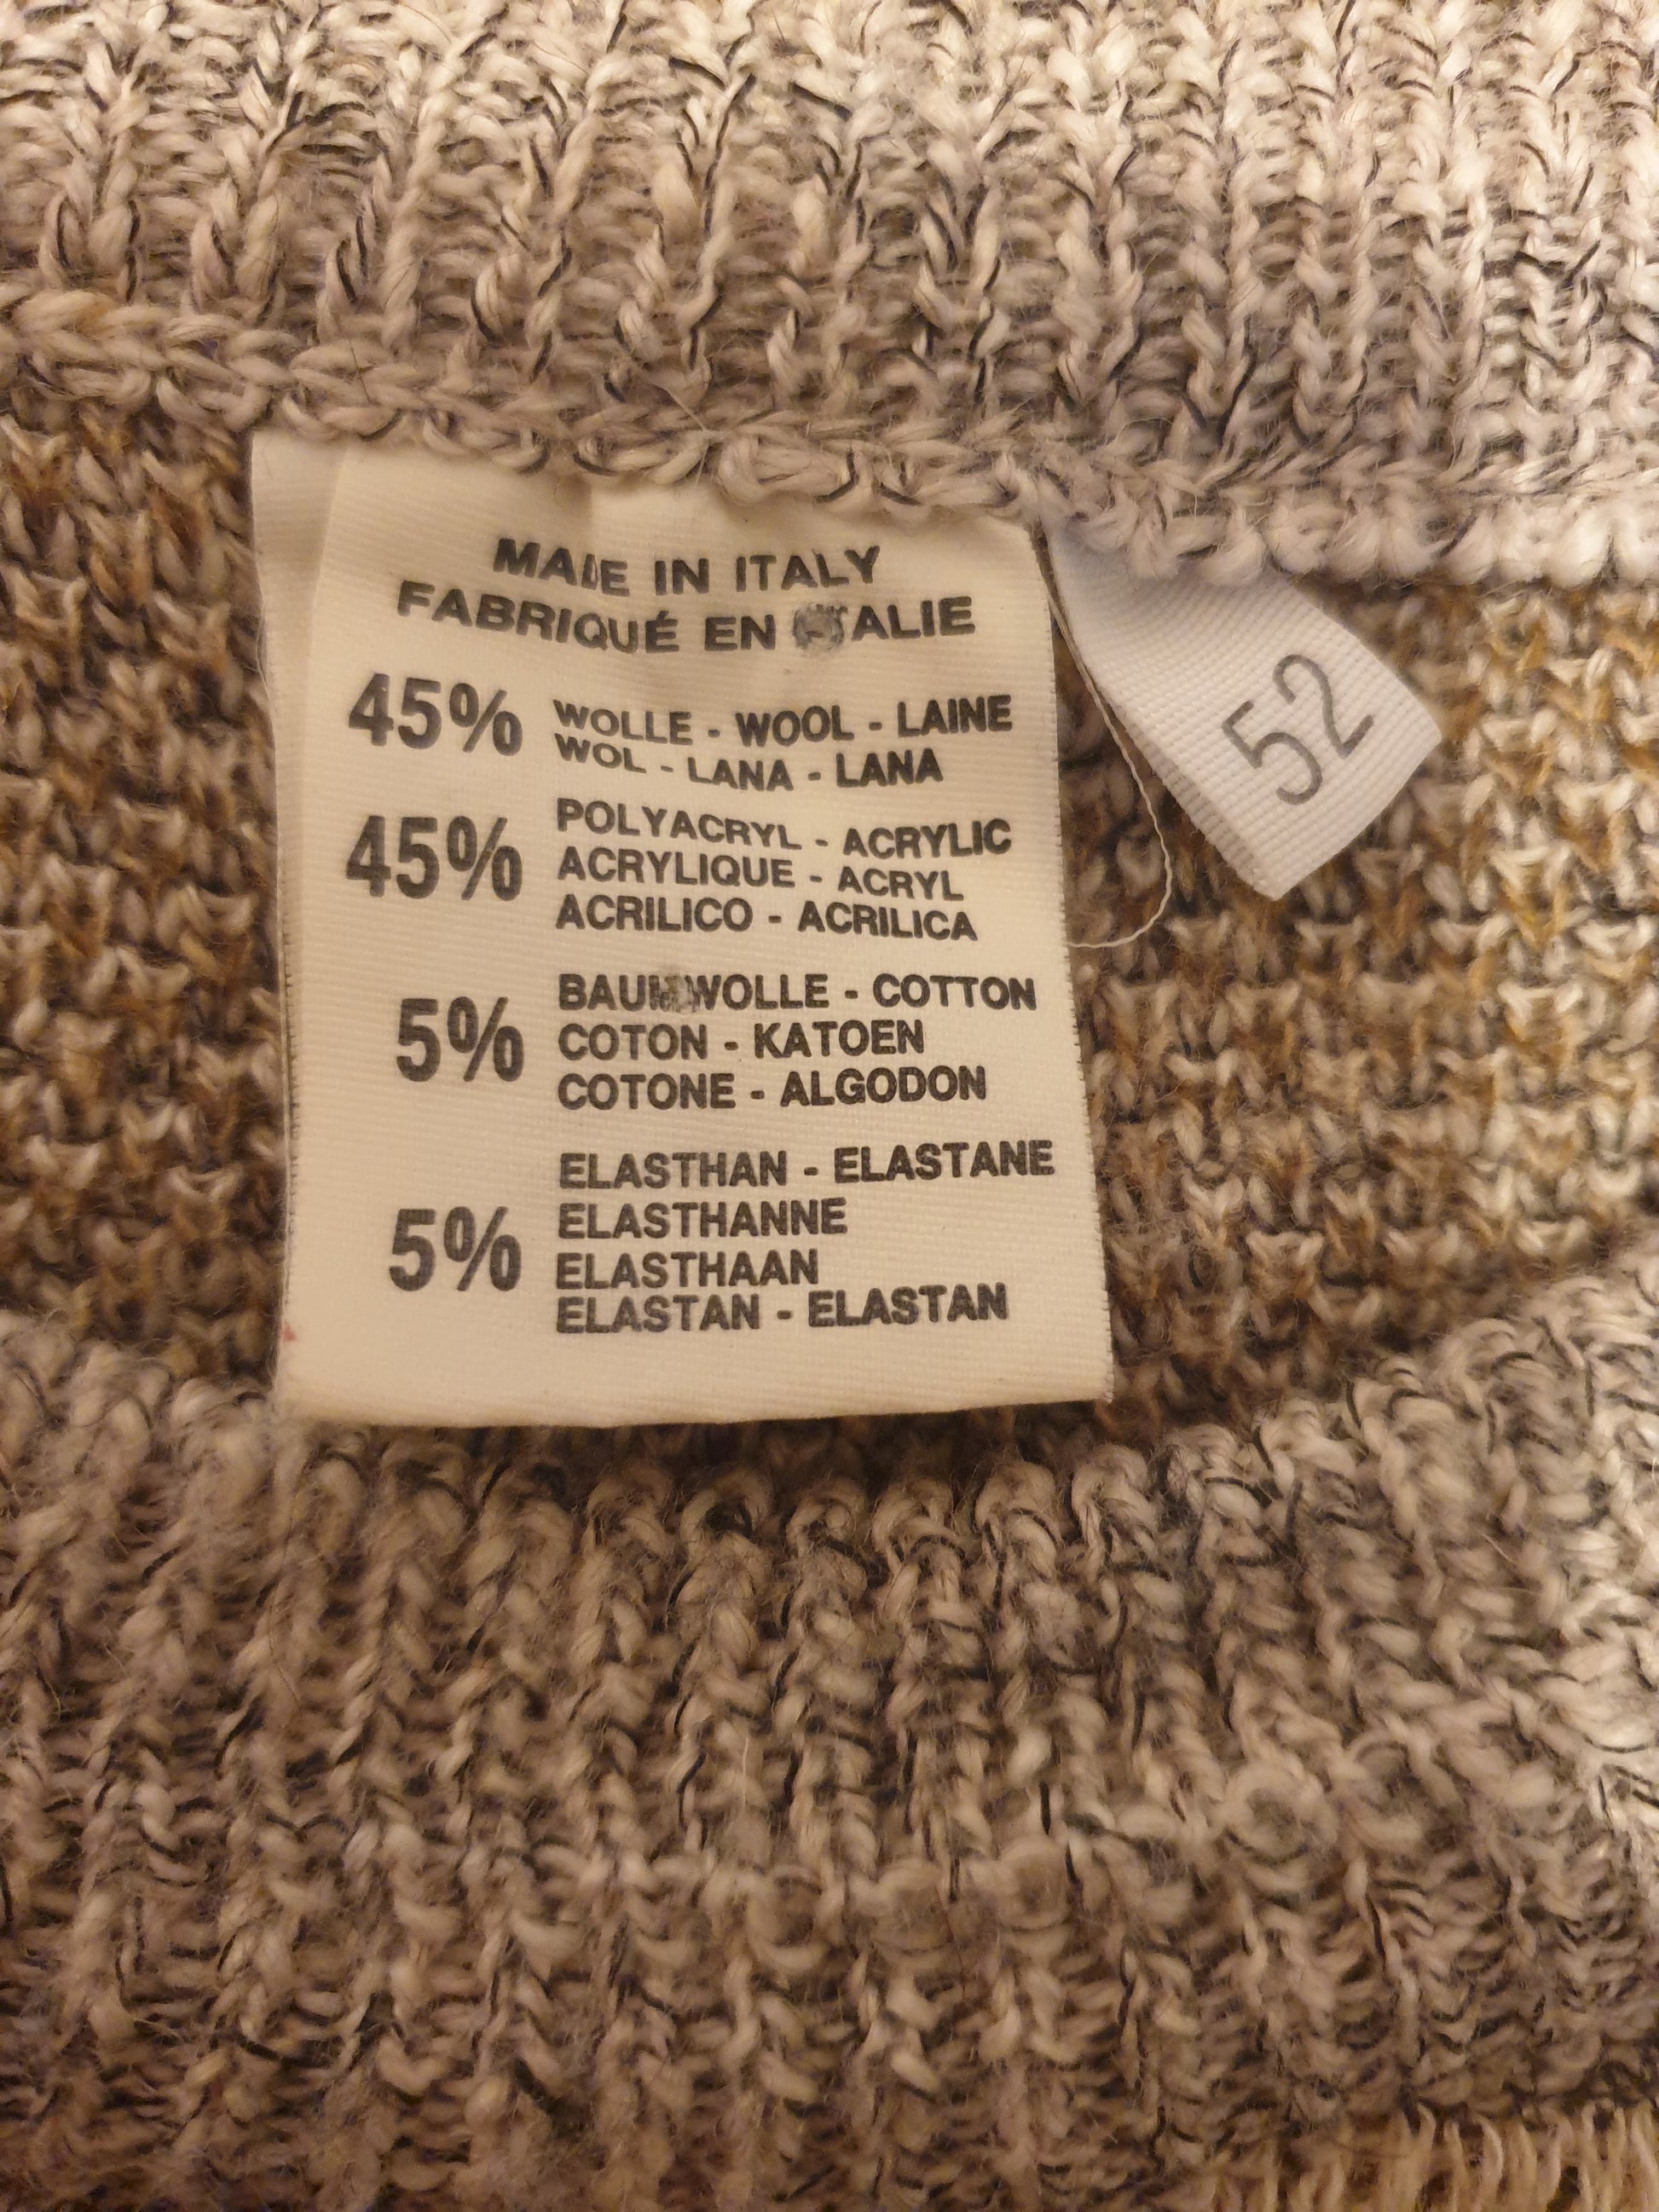 MADE IN ITALY
FABRIQUÉ EN ITALIE
45% WOLLE - WOOL - LAINE
WOL - LANA - LANA
45% POLYACRYL - ACRYLIC
ACRYLIQUE - ACRYL
ACRILICO - ACRILICA
5% BAUMWOLLE - COTTON
COTON - KATOEN
COTONE - ALGODON
5% ELASTHAN - ELASTANE
ELASTHANNE
ELASTHAAN
ELASTAN - ELASTAN
52